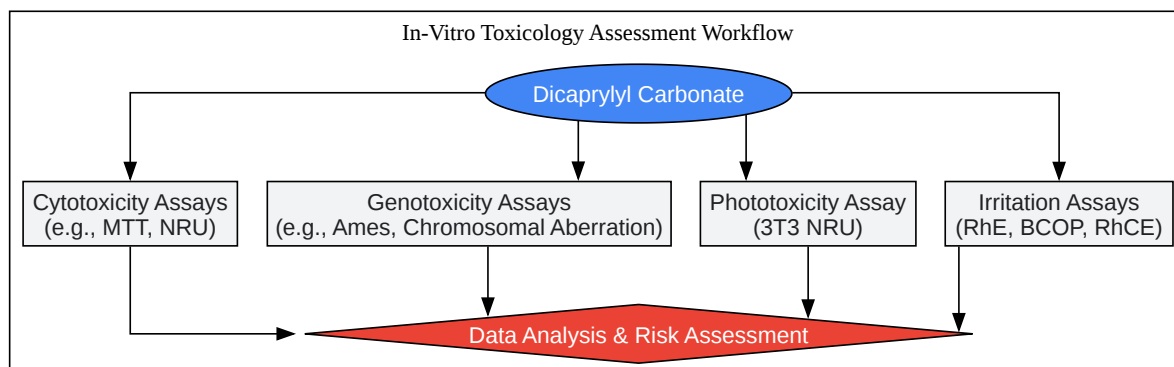 In-Vitro Toxicology Assessment Workflow
Dicaprylyl Carbonate
Cytotoxicity Assays
(e.g., MTT, NRU)
Genotoxicity Assays
(e.g., Ames, Chromosomal Aberration)
Phototoxicity Assay
(3T3 NRU)
Irritation Assays
(RhE, BCOP, RhCE)
Data Analysis & Risk Assessment